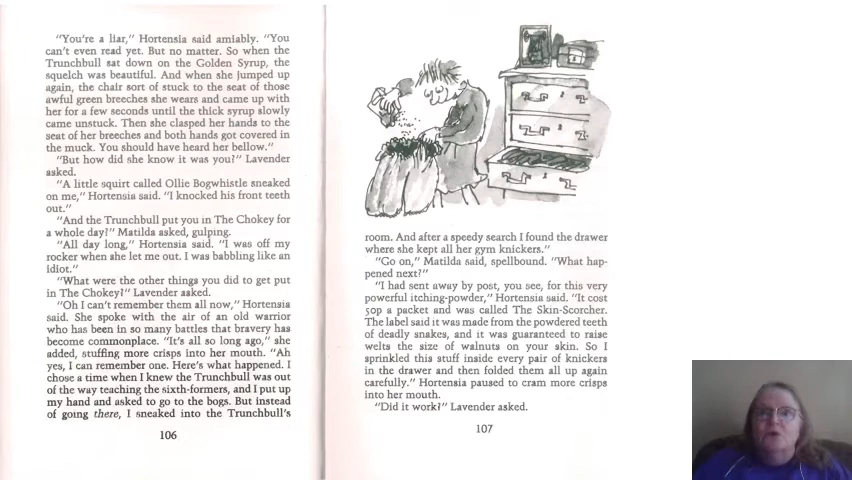 "You're a liar," Hortensia said amiably. "You
can't even read yet. But no matter. So when the
Trunchbull sat down on the Golden Syrup, the
squelch was beautiful. And when she jumped up
again, the chair sort of stuck to the seat of those
awful green breeches she wears and came up with
her for a few seconds until the thick syrup slowly
came unstuck. Then she clasped her hands to the
seat of her breeches and both hands got covered in
the muck. You should have heard her bellow."
"But how did she know it was you?" Lavender
asked.
"A little squirt called Ollie Bogwhistle sneaked
on me," Hortensia said. "I knocked his front teeth
out."
"And the Trunchbull put you in The Chokey for
a whole day?" Matilda asked, gulping.
"All day long," Hortensia said. "I was off my
rocker when she let me out. I was babbling like an
idiot."
"What were the other things you did to get put
in The Chokey?" Lavender asked.
"Oh I can't remember them all now," Hortensia
said. She spoke with the air of an old warrior
who has been in so many battles that bravery has
become commonplace. "It's all so long ago," she
added, stuffing more crisps into her mouth. "Ah
yes, I can remember one. Here's what happened. I
chose a time when I knew the Trunchbull was out
of the way teaching the sixth-formers, and I put up
my hand and asked to go to the bogs. But instead
of going there, I sneaked into the Trunchbull's
106
room. And after a speedy search I found the drawer
where she kept all her gym knickers."
"Go on," Matilda said, spellbound. "What hap-
pened next?"
"I had sent away by post, you see, for this very
powerful itching-powder," Hortensia said. "It cost
50p a packet and was called The Skin-Scorcher.
The label said it was made from the powdered teeth
of deadly snakes, and it was guaranteed to raise
welts the size of walnuts on your skin. So I
sprinkled this stuff inside every pair of knickers
in the drawer and then folded them all up again
carefully." Hortensia paused to cram more crisps
into her mouth.
"Did it work?" Lavender asked.
107